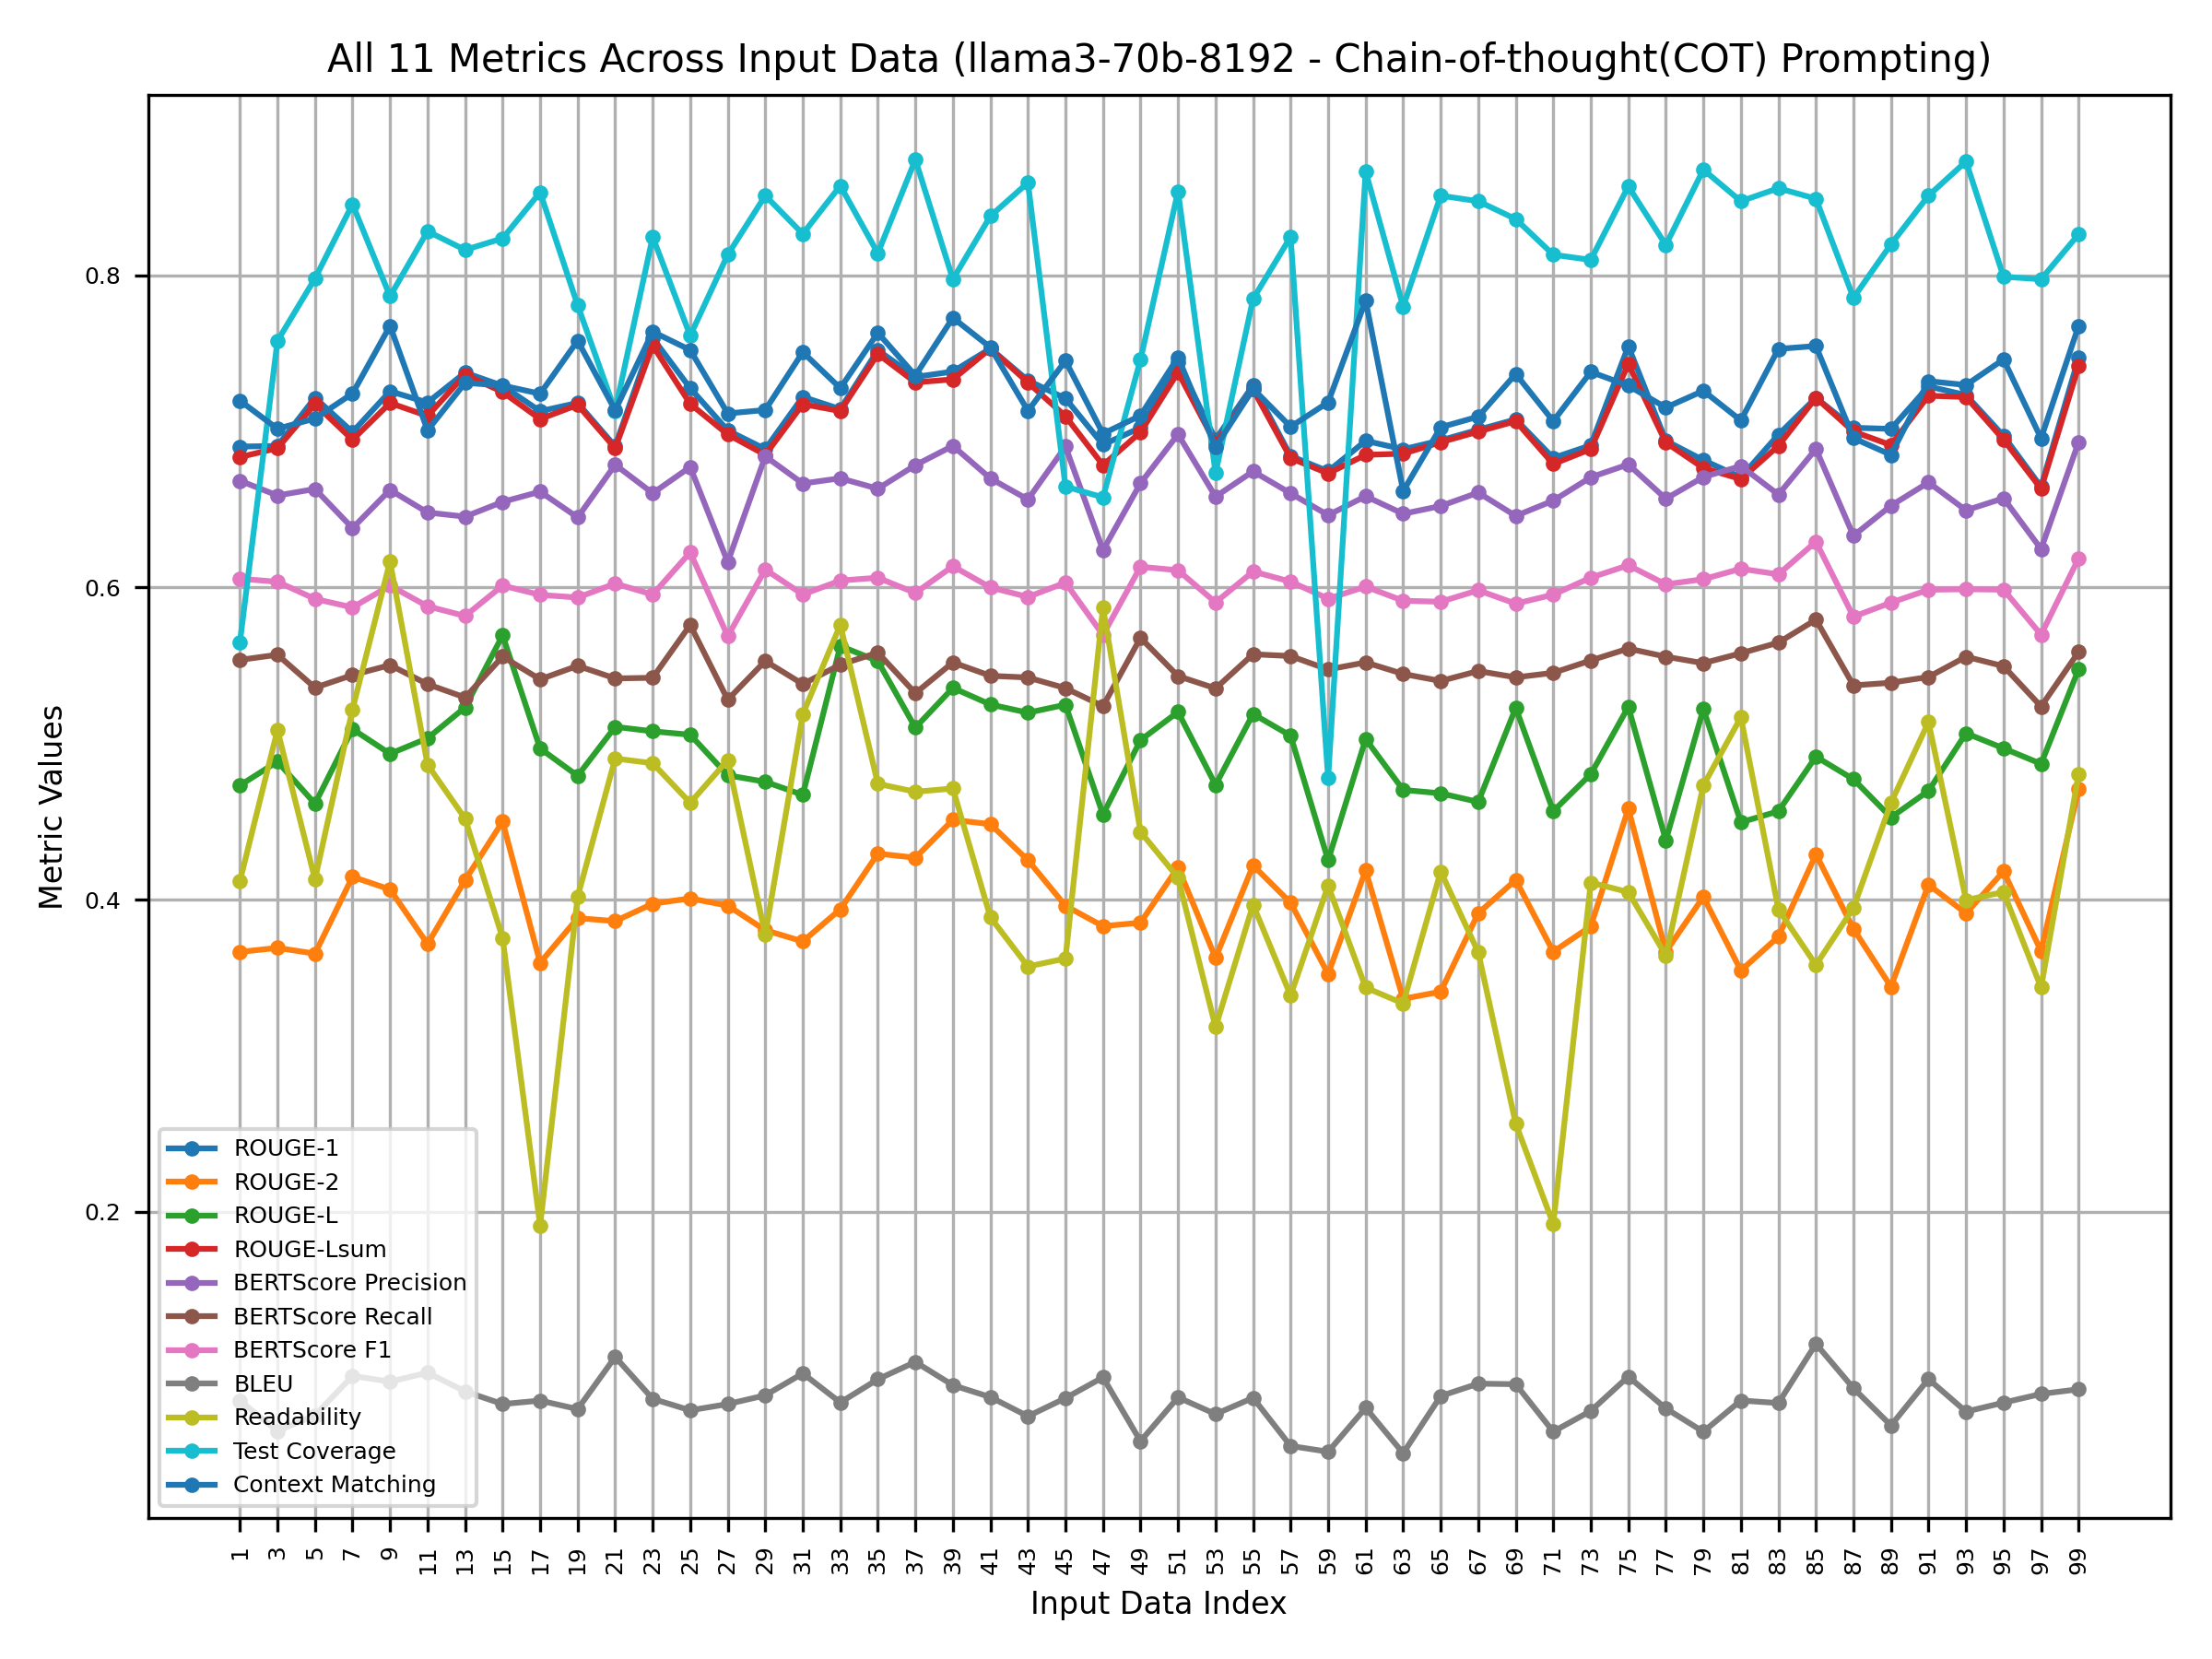 All 11 Metrics Across Input Data (llama3-70b-8192 - Chain-of-thought(COT) Prompting)
Metric Values
0.8
0.6
0.4
0.2
ROUGE-1
ROUGE-2
ROUGE-L
ROUGE-Lsum
BERTScore Precision
BERTScore Recall
BERTScore F1
BLEU
Readability
Test Coverage
Context Matching
1 3 5 7 9 11 13 15 17 19 21 23 25 27 29 31 33 35 37 39 41 43 45 47 49 51 53 55 57 59 61 63 65 67 69 71 73 75 77 79 81 83 85 87 89 91 93 95 97 99
Input Data Index